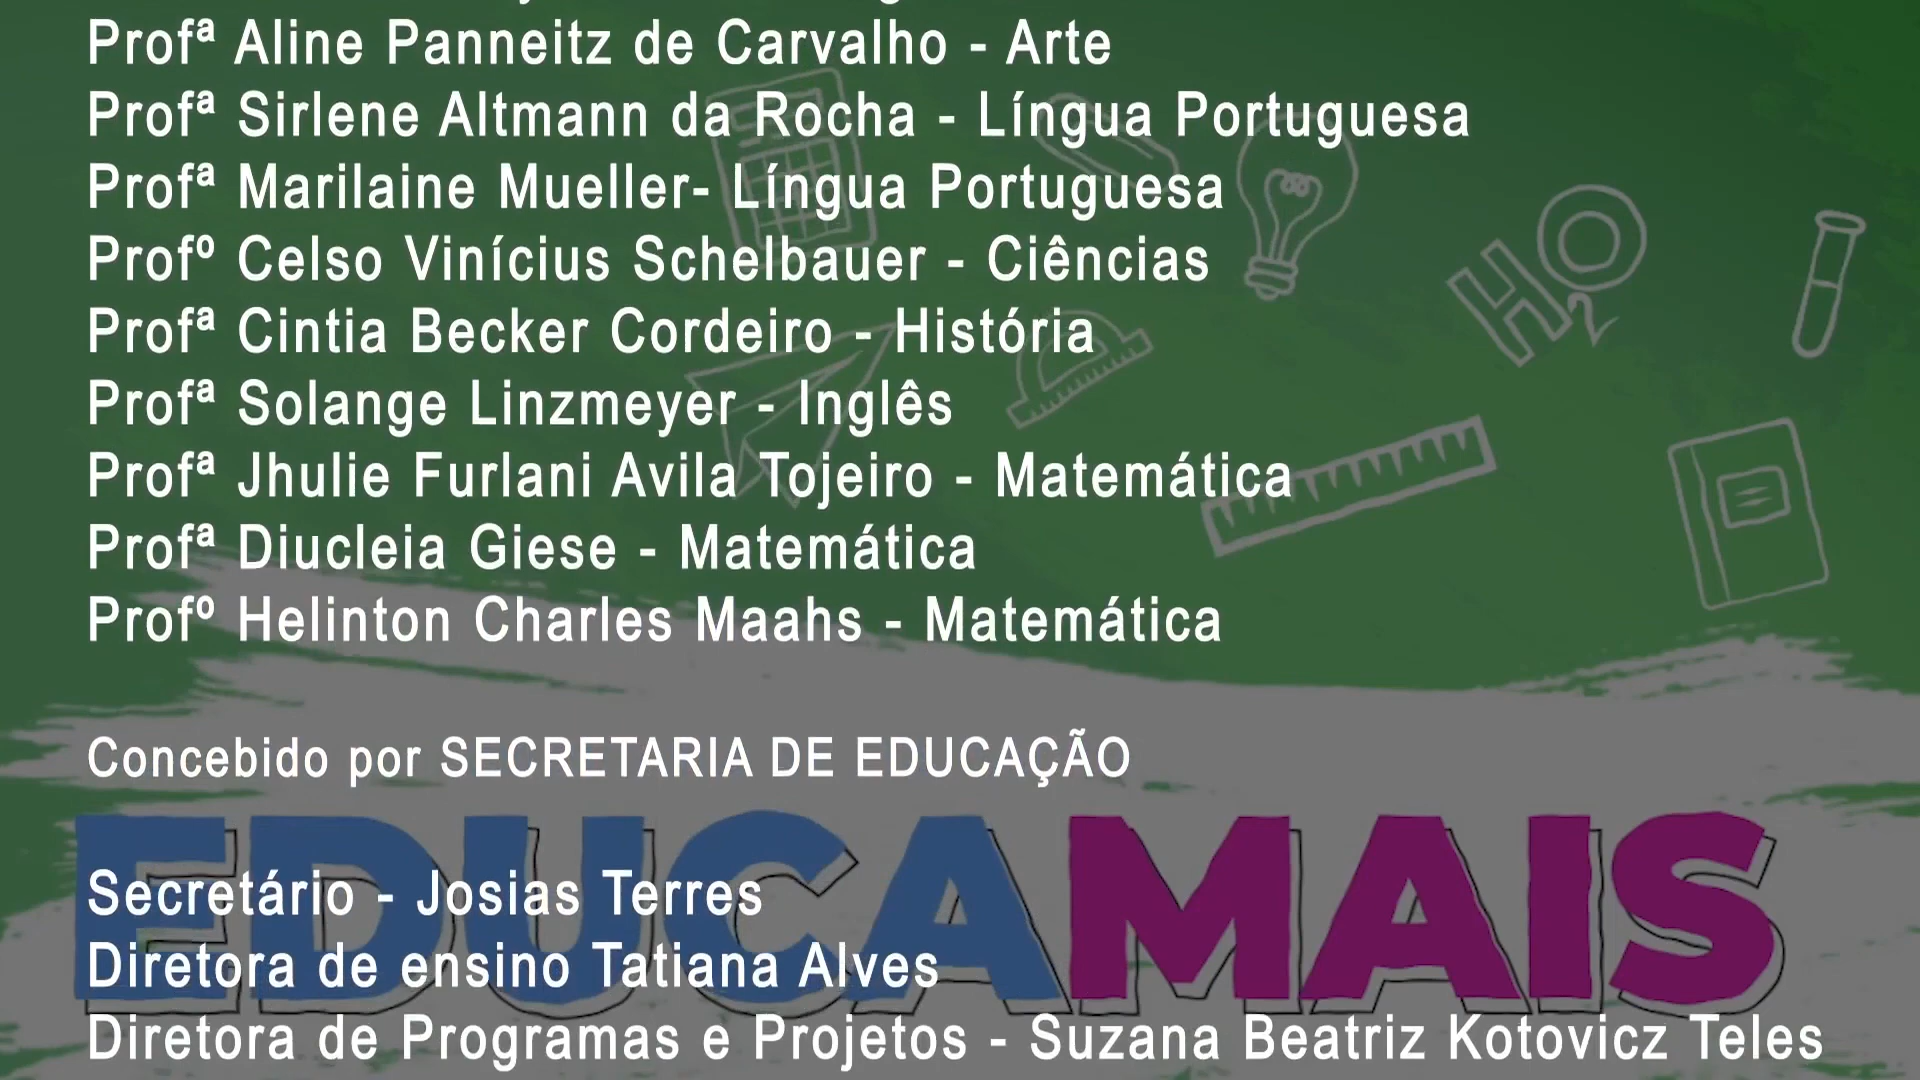 Profª Aline Panneitz de Carvalho - Arte
Profª Sirlene Altmann da Rocha - Língua Portuguesa
Profª Marilaine Mueller- Língua Portuguesa
Profº Celso Vinícius Schelbauer - Ciências
Profª Cintia Becker Cordeiro - História
Profª Solange Linzmeyer - Inglês
Profª Jhulie Furlani Avila Tojeiro - Matemática
Profª Diucleia Giese - Matemática
Profº Helinton Charles Maahs - Matemática
H2O
Concebido por SECRETARIA DE EDUCAÇÃO
EDUCAMAIS
Secretário - Josias Terres
Diretora de ensino Tatiana Alves
Diretora de Programas e Projetos - Suzana Beatriz Kotovicz Teles